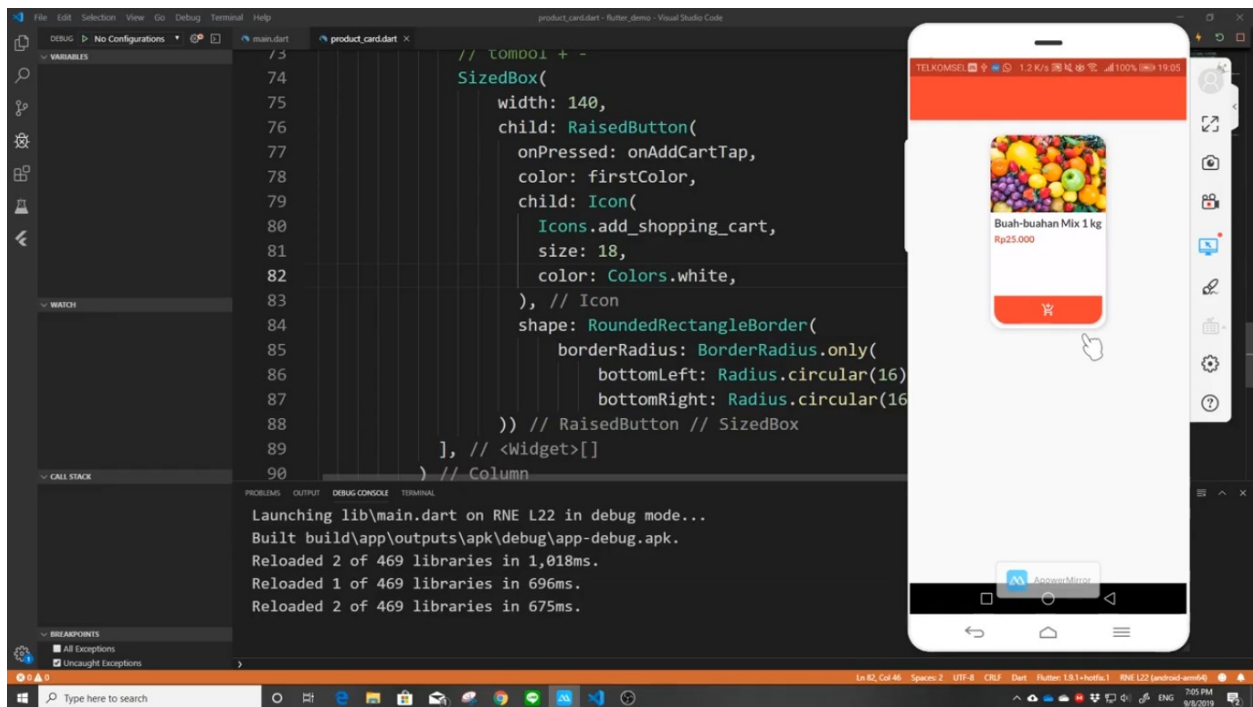 File Edit Selection View Go Debug Terminal Help
product_card.dart - flutter_demo - Visual Studio Code
DEBUG No Configurations
main.dart product_card.dart
VARIABLES
WATCH
CALL STACK
BREAKPOINTS
All Exceptions
Uncaught Exceptions
73 // tombol + -
74 SizedBox(
75 width: 140,
76 child: RaisedButton(
77 onPressed: onAddCartTap,
78 color: firstColor,
79 child: Icon(
80 Icons.add_shopping_cart,
81 size: 18,
82 color: Colors.white,
83 ), // Icon
84 shape: RoundedRectangleBorder(
85 borderRadius: BorderRadius.only(
86 bottomLeft: Radius.circular(16)
87 bottomRight: Radius.circular(16
88 )) // RaisedButton // SizedBox
89 ], // <Widget>[]
90 ) // Column
PROBLEMS OUTPUT DEBUG CONSOLE TERMINAL
Launching lib\main.dart on RNE L22 in debug mode...
Built build\app\outputs\apk\debug\app-debug.apk.
Reloaded 2 of 469 libraries in 1,018ms.
Reloaded 1 of 469 libraries in 696ms.
Reloaded 2 of 469 libraries in 675ms.
TELKOMSEL 1.2 K/s 100% 19:05
Buah-buahan Mix 1 kg
Rp25.000
ApowerMirror
0 0
Ln 82, Col 46 Spaces: 2 UTF-8 CRLF Dart Flutter: 1.9.1+hotfix.1 RNE L22 (android-arm64)
Type here to search
ENG
7:05 PM
9/8/2019